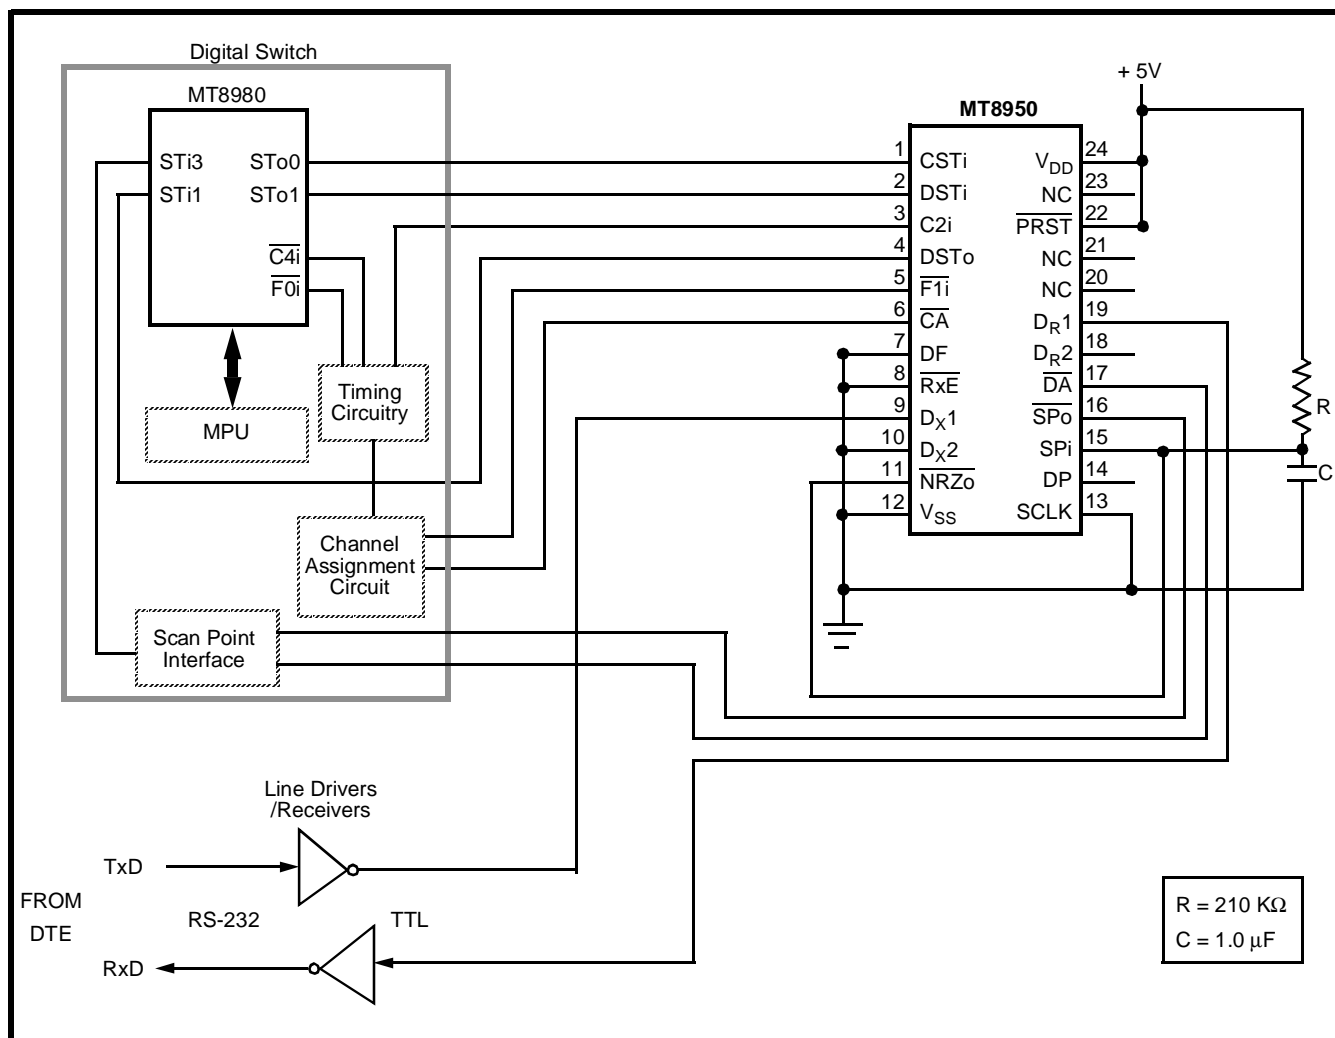 Digital Switch
MT8980
STi3
STo0
STi1
STo1
C4i
F0i
MPU
Timing
Circuitry
Channel
Assignment
Circuit
Scan Point
Interface
+ 5V
MT8950
1
CSTi
2
DSTi
3
C2i
4
DSTo
5
F1i
6
CA
7
DF
8
RxE
9
DX1
10
DX2
11
NRZo
12
VSS
24
VDD
23
NC
22
PRST
21
NC
20
NC
19
DR1
18
DR2
17
DA
16
SPo
15
SPi
14
DP
13
SCLK
R
C
Line Drivers
/Receivers
TxD
FROM
DTE
RS-232
TTL
RxD
R = 210 KΩ
C = 1.0 μF